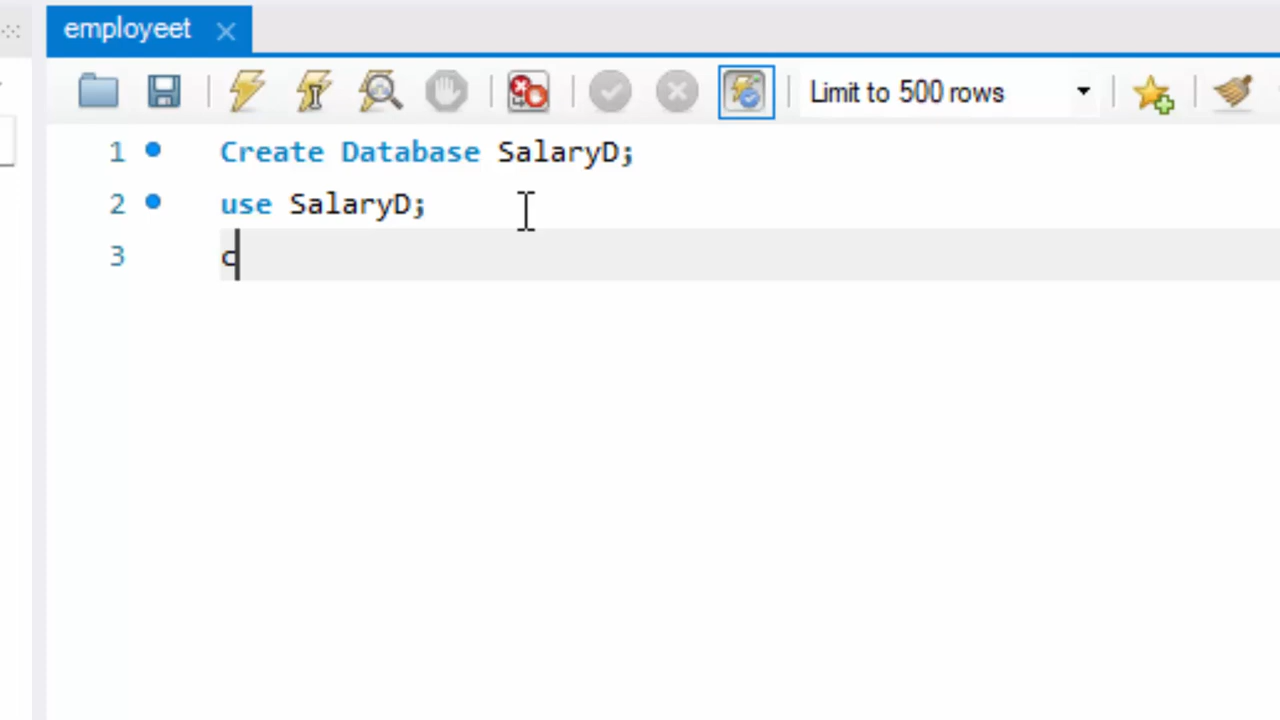 employeet
Limit to 500 rows
1 Create Database SalaryD;
2 use SalaryD;
3 c